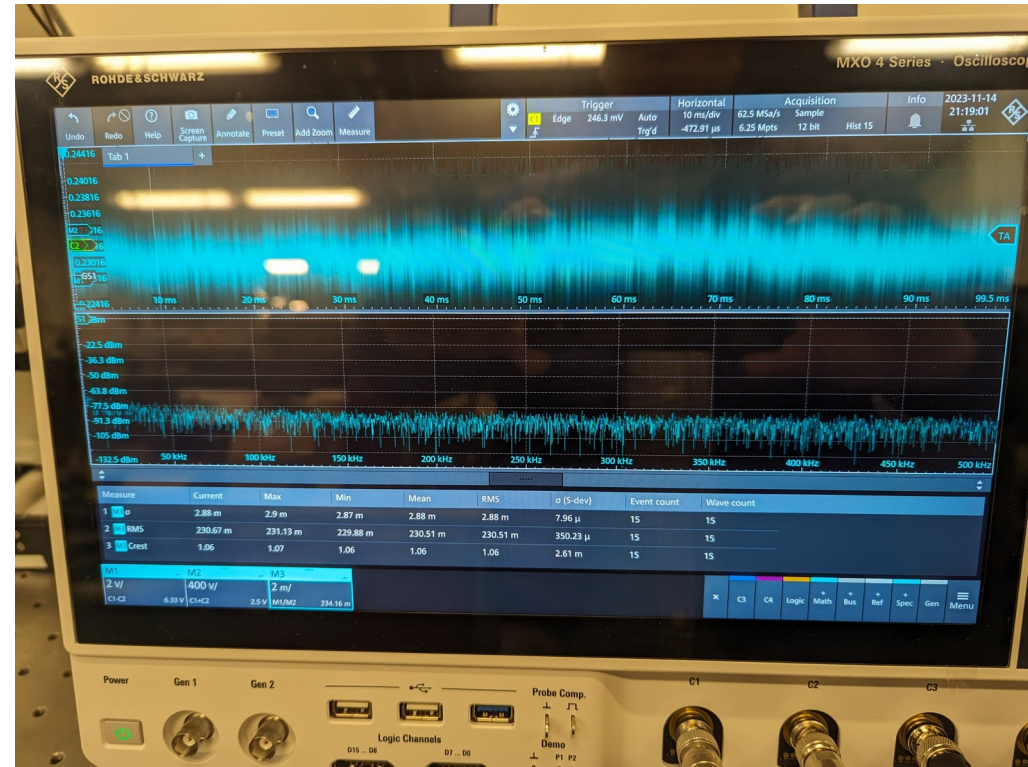 MXO 4 Series · Oscillosco
R&S ROHDE&SCHWARZ
Undo Redo Help Screen Capture Annotate Preset Add Zoom Measure
C1 Trigger Edge 246.3 mV Auto Trg'd
Horizontal 10 ms/div -472.91 µs
Acquisition 62.5 MSa/s Sample 6.25 Mpts 12 bit Hist 15
Info
2023-11-14
21:19:01
Tab 1 +
0.24416
0.24016
0.23816
0.23616
M2
C2
0.23016
GS1
M1
0.22416
TA
10 ms 20 ms 30 ms 40 ms 50 ms 60 ms 70 ms 80 ms 90 ms 99.5 ms
S1 dBm
-22.5 dBm
-36.3 dBm
-50 dBm
-63.8 dBm
-77.5 dBm
-91.3 dBm
-105 dBm
-132.5 dBm
50 kHz 100 kHz 150 kHz 200 kHz 250 kHz 300 kHz 350 kHz 400 kHz 450 kHz 500 kHz
Measure Current Max Min Mean RMS σ (S-dev) Event count Wave count
1 M3 σ 2.88 m 2.9 m 2.87 m 2.88 m 2.88 m 7.96 µ 15 15
2 M3 RMS 230.67 m 231.13 m 229.88 m 230.51 m 230.51 m 350.23 µ 15 15
3 M3 Crest 1.06 1.07 1.06 1.06 1.06 2.61 m 15 15
M1 M2 M3
2 V/ 400 V/ 2 m/
C1-C2 6.33 V C1+C2 2.5 V M1/M2 234.16 m
C3 C4 Logic + Math + Bus + Ref + Spec Gen Menu
Power Gen 1 Gen 2 Probe Comp. C1 C2 C3
Logic Channels
D15 ... D8 D7 ... D0
Demo
P1 P2